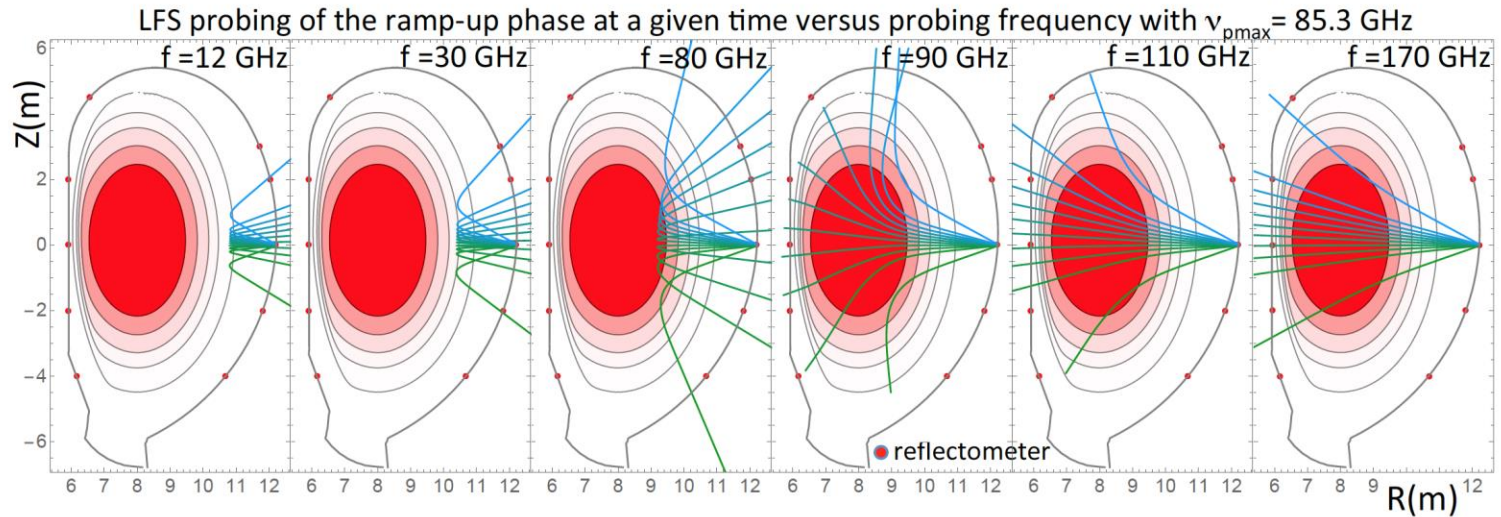 LFS probing of the ramp-up phase at a given time versus probing frequency with νpmax= 85.3 GHz
f =12 GHz f =30 GHz f =80 GHz f =90 GHz f =110 GHz f =170 GHz
Z(m)
6
4
2
0
-2
-4
-6
reflectometer
6 7 8 9 10 11 12 6 7 8 9 10 11 12 6 7 8 9 10 11 12 6 7 8 9 10 11 12 6 7 8 9 10 11 12 6 7 8 9 10 11 12
R(m)